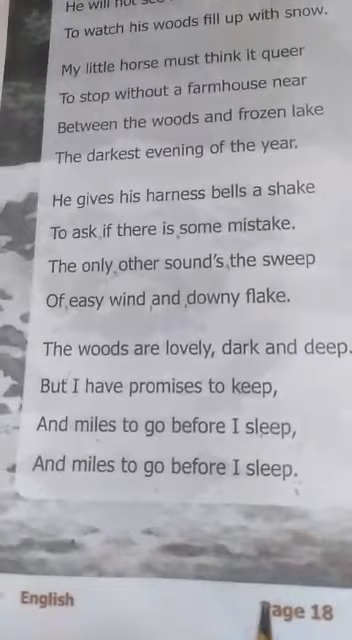 He will not see
To watch his woods fill up with snow.
My little horse must think it queer
To stop without a farmhouse near
Between the woods and frozen lake
The darkest evening of the year.
He gives his harness bells a shake
To ask if there is some mistake.
The only other sound's the sweep
Of easy wind and downy flake.
The woods are lovely, dark and deep.
But I have promises to keep,
And miles to go before I sleep,
And miles to go before I sleep.
English
Page 18